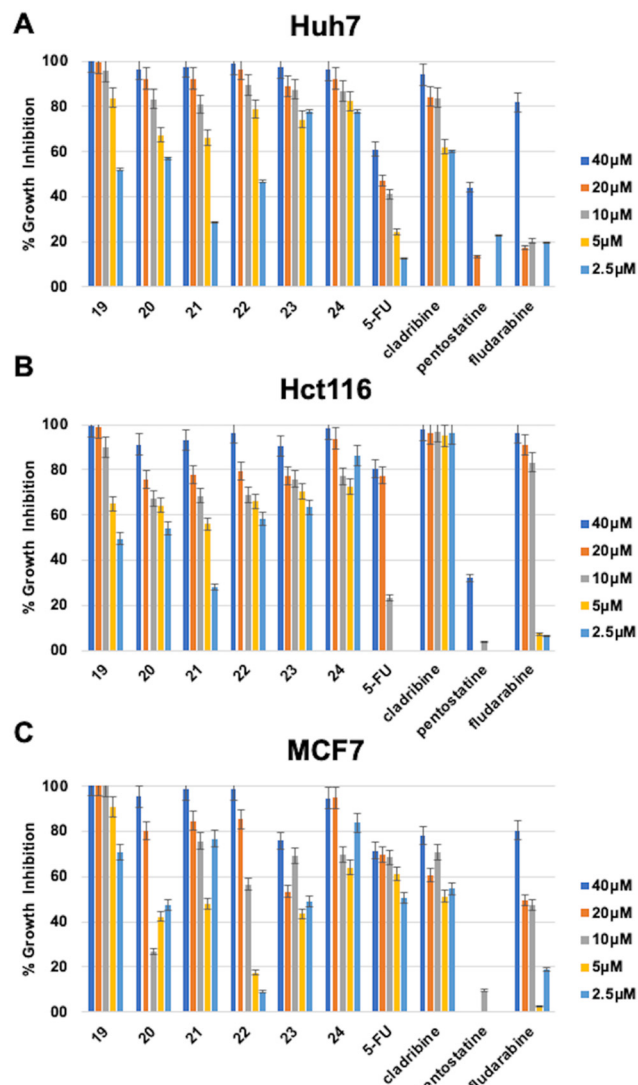 A
Huh7
% Growth Inhibition
100
80
60
40
20
00
19
20
21
22
23
24
5-FU
cladribine
pentostatine
fludarabine
40µM
20µM
10µM
5µM
2.5µM
B
Hct116
% Growth Inhibition
100
80
60
40
20
00
19
20
21
22
23
24
5-FU
cladribine
pentostatine
fludarabine
40µM
20µM
10µM
5µM
2.5µM
C
MCF7
% Growth Inhibition
100
80
60
40
20
00
19
20
21
22
23
24
5-FU
cladribine
pentostatine
fludarabine
40µM
20µM
10µM
5µM
2.5µM